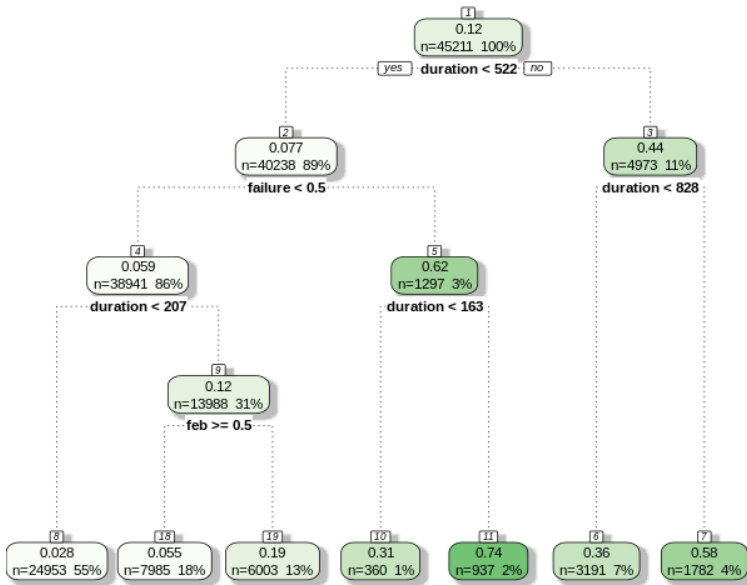 1
0.12
n=45211 100%
yes duration < 522 no
2
3
0.077
0.44
n=40238 89%
n=4973 11%
failure < 0.5
duration < 828
4
5
0.059
0.62
n=38941 86%
n=1297 3%
duration < 207
duration < 163
9
0.12
n=13988 31%
feb >= 0.5
8
18
19
10
11
6
7
0.028
0.055
0.19
0.31
0.74
0.36
0.58
n=24953 55%
n=7985 18%
n=6003 13%
n=360 1%
n=937 2%
n=3191 7%
n=1782 4%